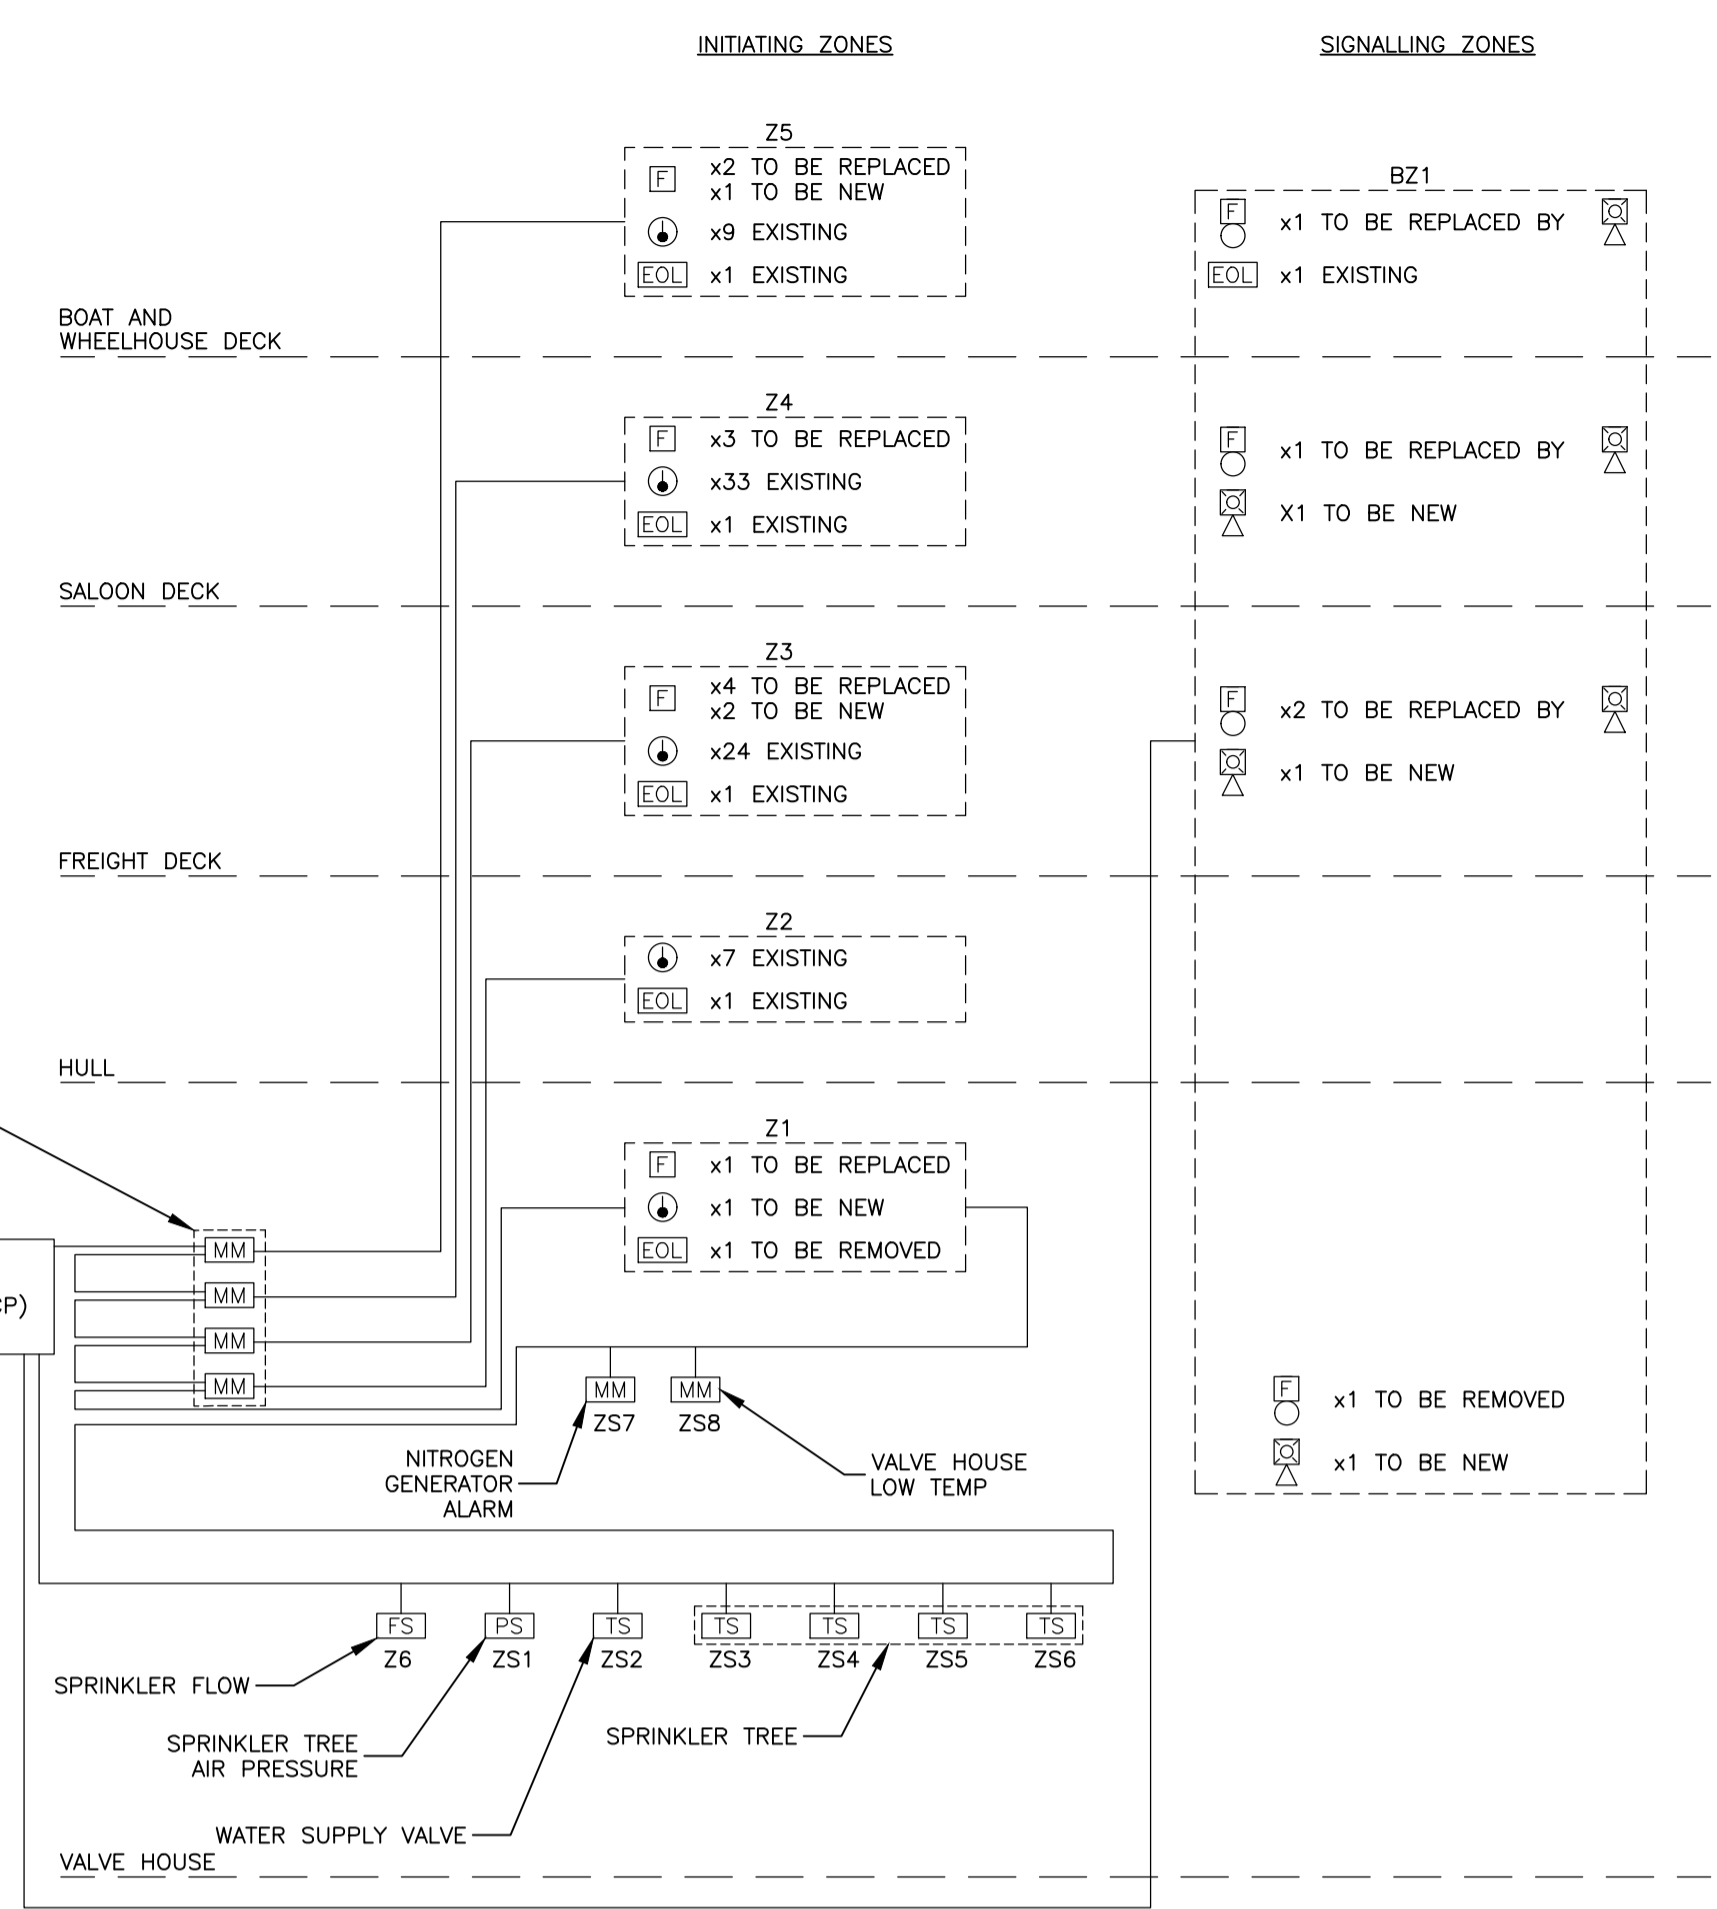 INITIATING ZONES
SIGNALLING ZONES
Z5
F
x2 TO BE REPLACED
x1 TO BE NEW
x9 EXISTING
EOL x1 EXISTING
BZ1
F x1 TO BE REPLACED BY
EOL x1 EXISTING
BOAT AND
WHEELHOUSE DECK
Z4
F x3 TO BE REPLACED
x33 EXISTING
EOL x1 EXISTING
F x1 TO BE REPLACED BY
X1 TO BE NEW
SALOON DECK
Z3
F
x4 TO BE REPLACED
x2 TO BE NEW
x24 EXISTING
EOL x1 EXISTING
F x2 TO BE REPLACED BY
x1 TO BE NEW
FREIGHT DECK
Z2
x7 EXISTING
EOL x1 EXISTING
HULL
Z1
F x1 TO BE REPLACED
x1 TO BE NEW
EOL x1 TO BE REMOVED
MM
MM
MM
MM
MM
MM
ZS7
ZS8
NITROGEN
GENERATOR
ALARM
VALVE HOUSE
LOW TEMP
F x1 TO BE REMOVED
x1 TO BE NEW
FS
PS
TS
TS
TS
TS
TS
Z6
ZS1
ZS2
ZS3
ZS4
ZS5
ZS6
SPRINKLER FLOW
SPRINKLER TREE
AIR PRESSURE
SPRINKLER TREE
WATER SUPPLY VALVE
VALVE HOUSE